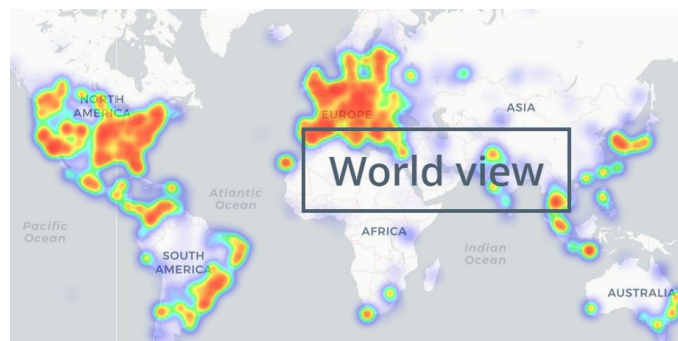 NORTH
AMERICA
EUROPE
ASIA
World view
Atlantic
Ocean
Pacific
Ocean
AFRICA
Indian
Ocean
SOUTH
AMERICA
AUSTRALIA